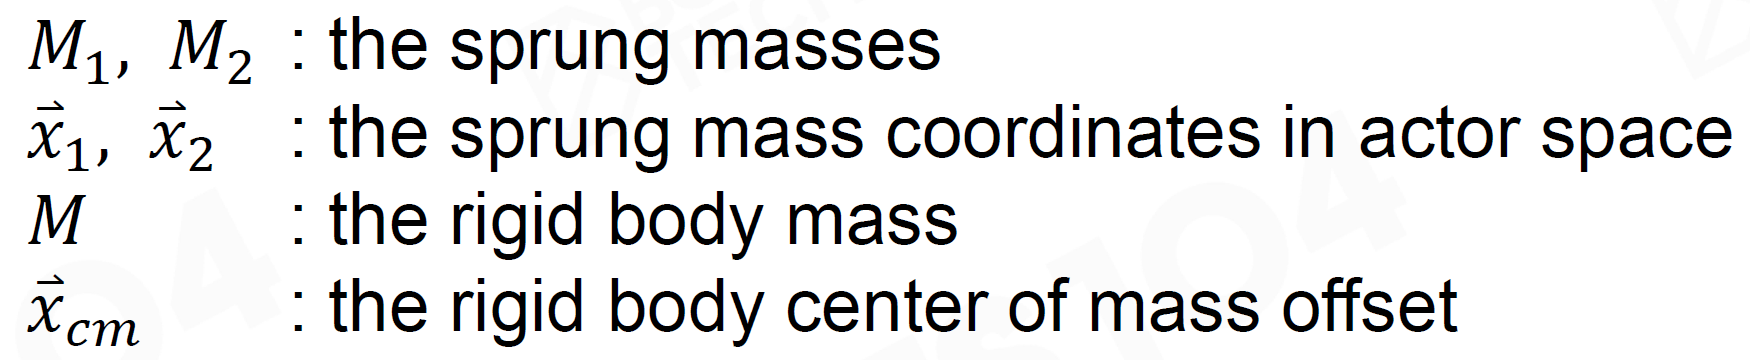 M₁, M₂ : the sprung masses
x⃗₁, x⃗₂ : the sprung mass coordinates in actor space
M : the rigid body mass
x⃗cm : the rigid body center of mass offset